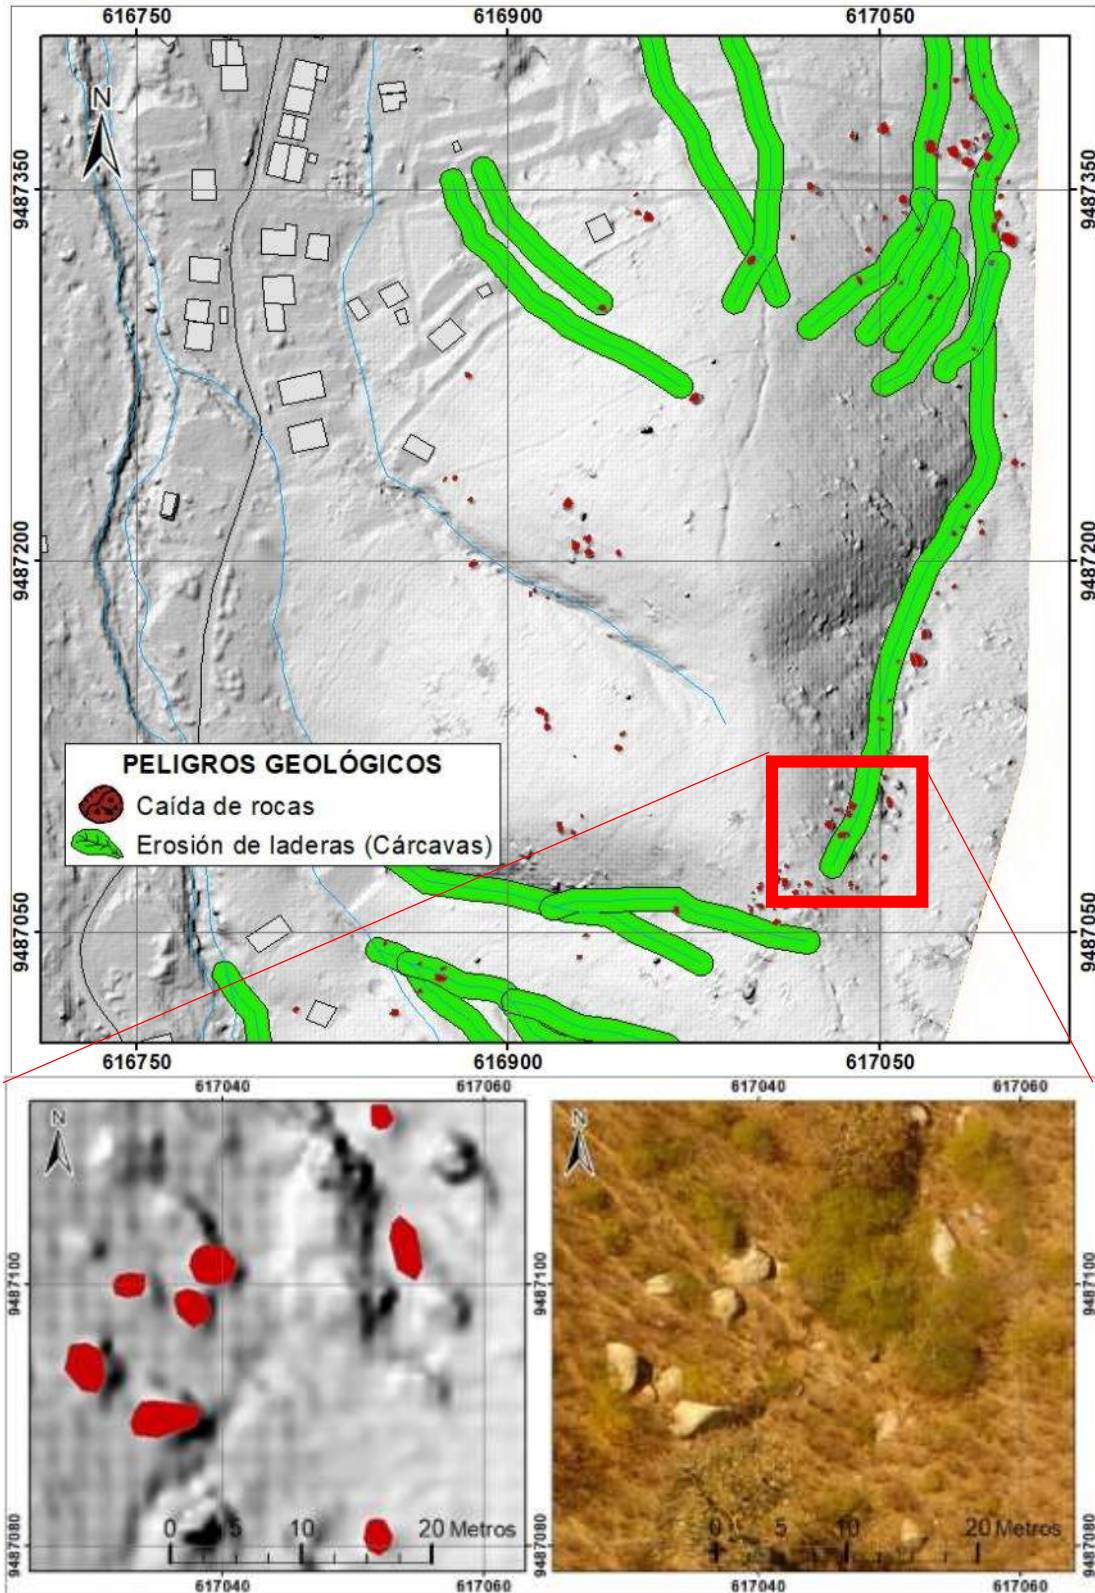 616750 616900 617050
N
9487350 9487350
9487200 9487200
PELIGROS GEOLÓGICOS
Caída de rocas
Erosión de laderas (Cárcavas)
9487050 9487050
616750 616900 617050
617040 617060 617040 617060
N N
9487100 9487100 9487100
0 5 10 20 Metros 0 5 10 20 Metros
9487080 9487080 9487080
617040 617060 617040 617060